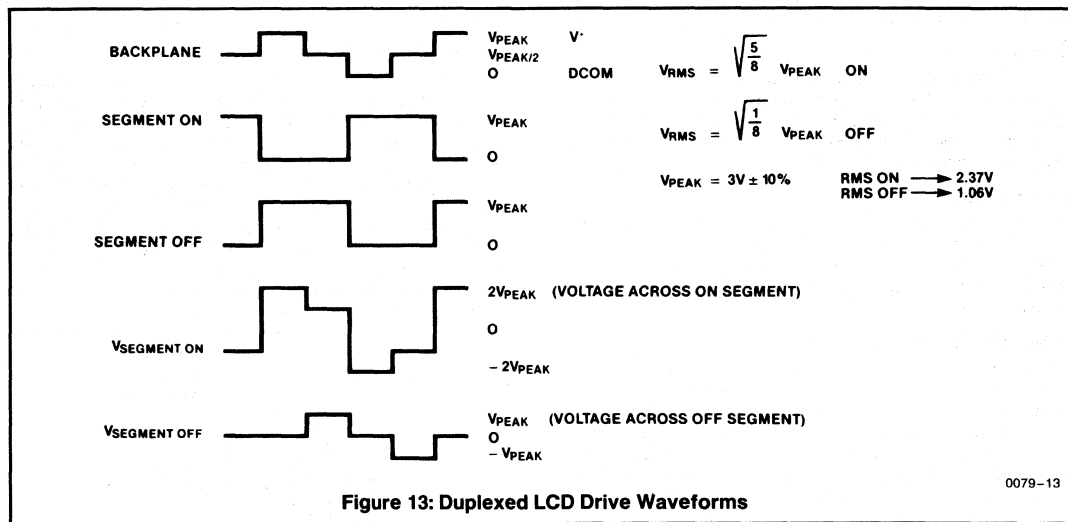 BACKPLANE
VPEAK V+
VPEAK/2
O DCOM
VRMS = √5/8 VPEAK ON
SEGMENT ON
VPEAK
O
VRMS = √1/8 VPEAK OFF
VPEAK = 3V ± 10% RMS ON → 2.37V
RMS OFF → 1.06V
SEGMENT OFF
VPEAK
O
VSEGMENT ON
2VPEAK (VOLTAGE ACROSS ON SEGMENT)
O
– 2VPEAK
VSEGMENT OFF
VPEAK (VOLTAGE ACROSS OFF SEGMENT)
O
– VPEAK
0079–13
Figure 13: Duplexed LCD Drive Waveforms